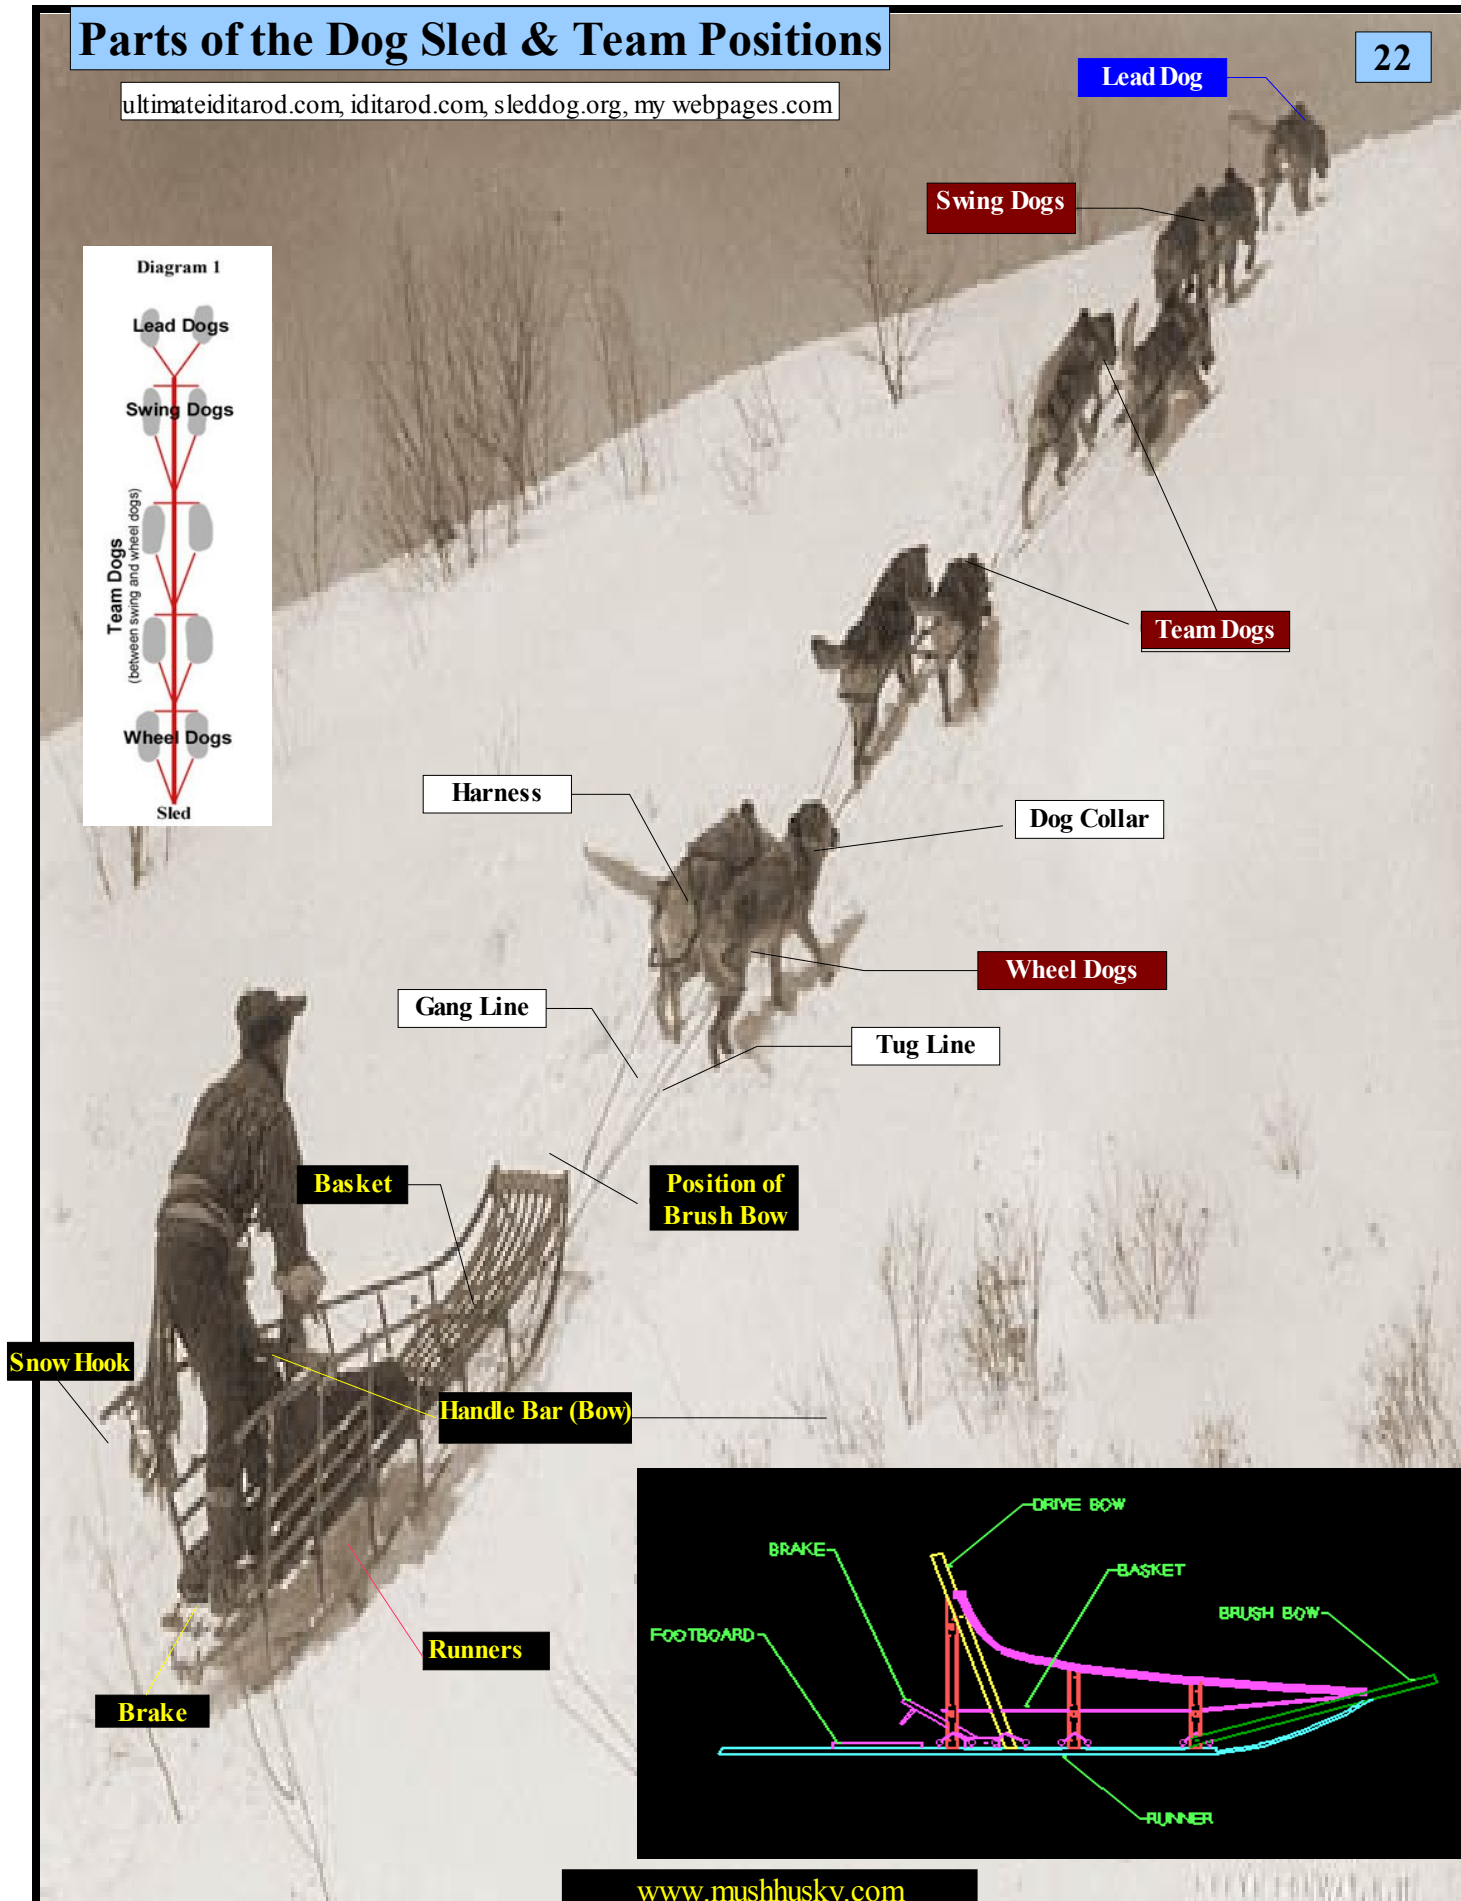 Parts of the Dog Sled & Team Positions
22
ultimateiditarod.com, iditarod.com, sleddog.org, my webpages.com
Lead Dog
Swing Dogs
Diagram 1
Lead Dogs
Swing Dogs
Team Dogs
(between swing and wheel dogs)
Wheel Dogs
Sled
Team Dogs
Harness
Dog Collar
Wheel Dogs
Gang Line
Tug Line
Basket
Position of
Brush Bow
Snow Hook
Handle Bar (Bow)
Runners
Brake
DRIVE BOW
BRAKE
BASKET
BRUSH BOW
FOOTBOARD
RUNNER
www.mushhusky.com